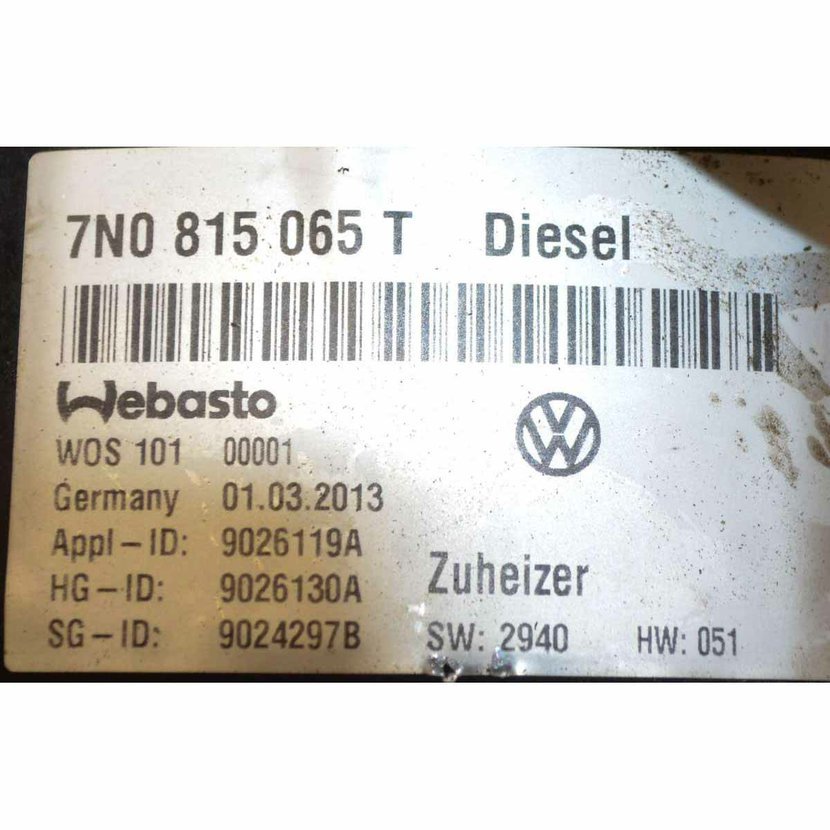 7N0 815 065 T Diesel
Webasto
WOS 101 00001
Germany 01.03.2013
Appl-ID: 9026119A
HG-ID: 9026130A
SG-ID: 9024297B
VW
Zuheizer
SW: 2940 HW: 051